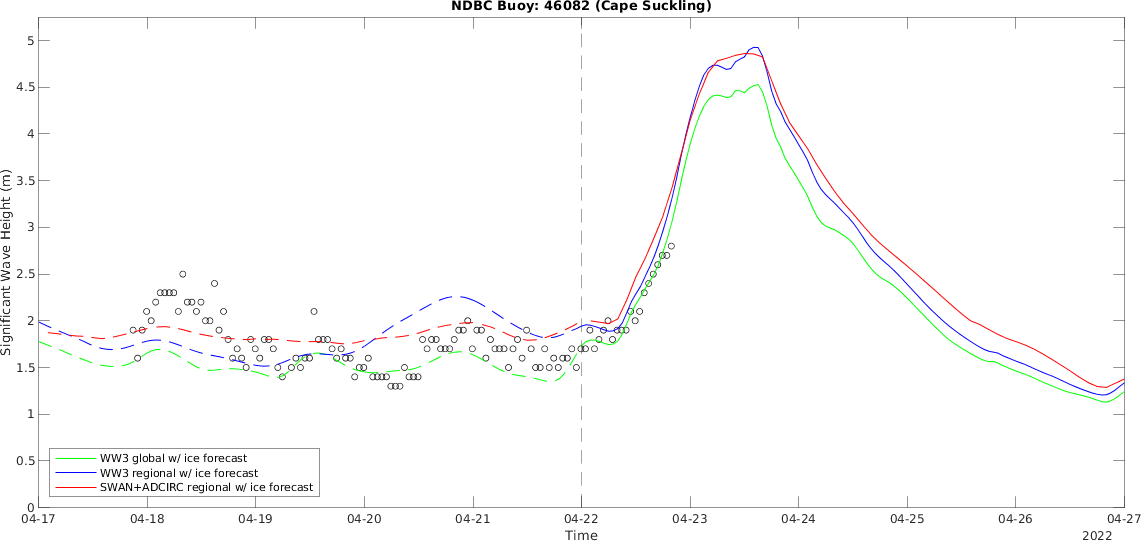 NDBC Buoy: 46082 (Cape Suckling)
5
4.5
4
3.5
3
2.5
2
1.5
1
0.5
0
Significant Wave Height (m)
WW3 global w/ ice forecast
WW3 regional w/ ice forecast
SWAN+ADCIRC regional w/ ice forecast
04-17 04-18 04-19 04-20 04-21 04-22 04-23 04-24 04-25 04-26 04-27
Time
2022